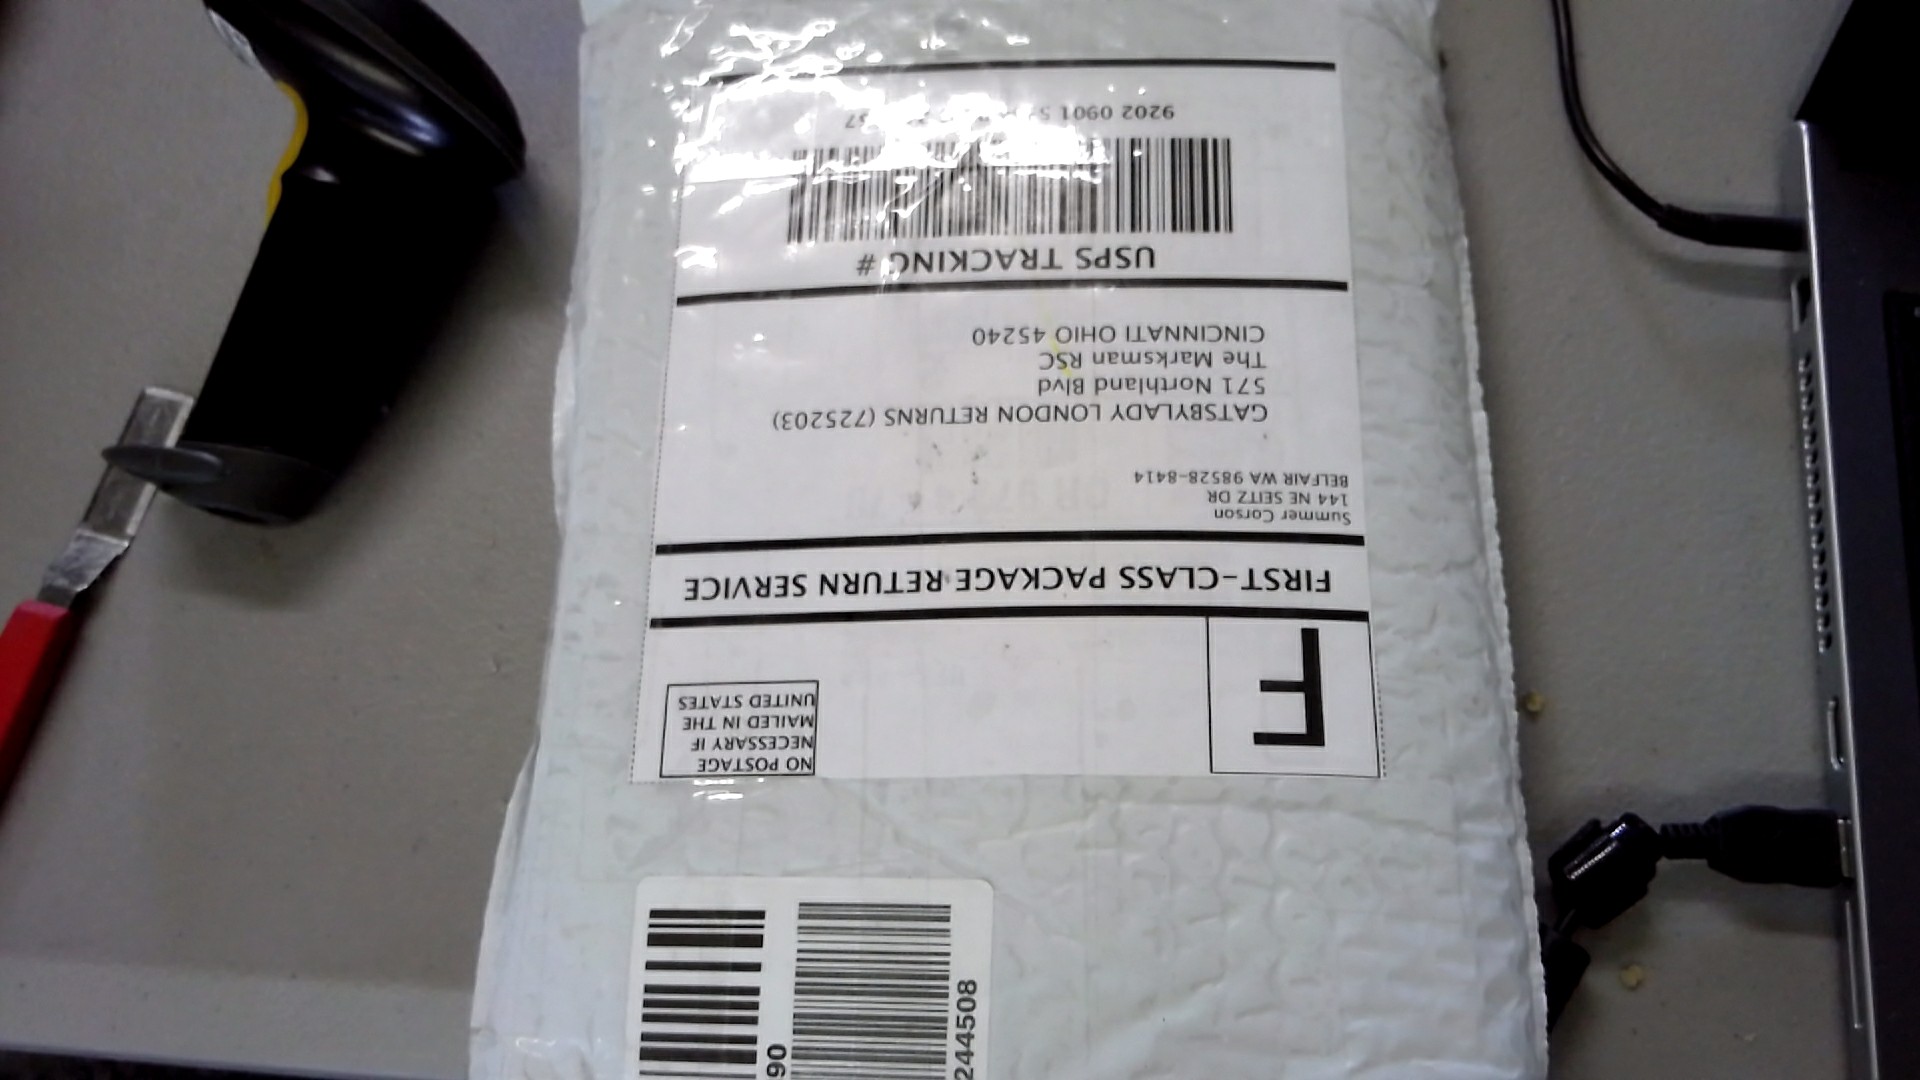 F
NO POSTAGE
NECESSARY IF
MAILED IN THE
UNITED STATES
FIRST-CLASS PACKAGE RETURN SERVICE
Summer Corson
144 NE SEITZ DR
BELFAIR WA 98528-8414
GATSBYLADY LONDON RETURNS (725203)
571 Northland Blvd
The Marksman RSC
CINCINNATI OHIO 45240
USPS TRACKING #
9202 0901
90
244508